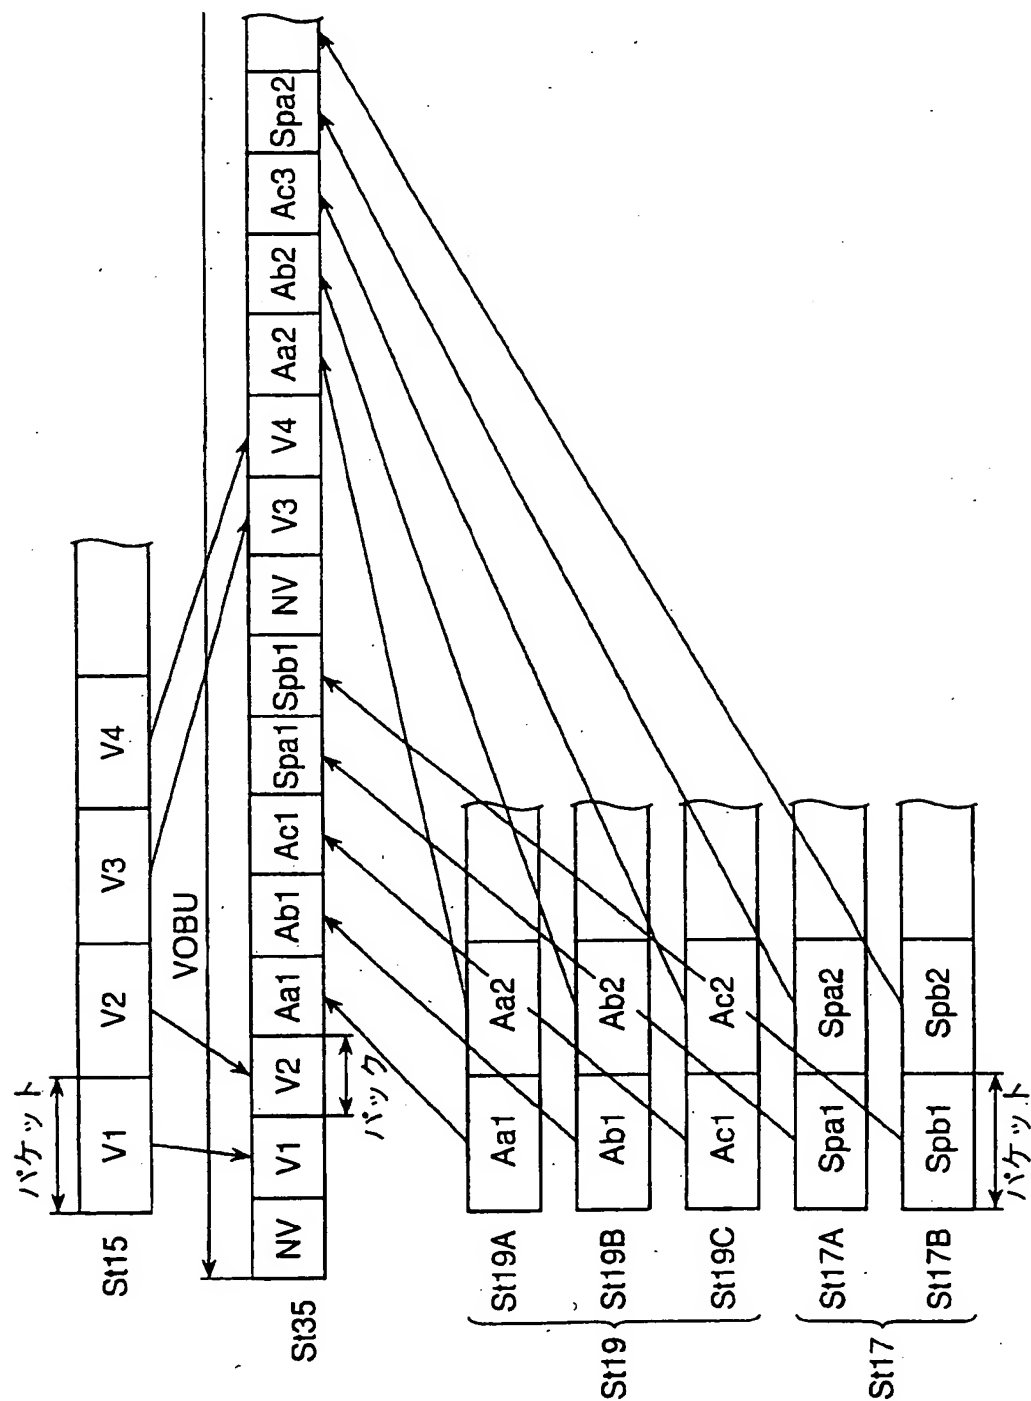 パケット
St15
V1
V2
V3
V4
VOBU
St35
NV
V1
V2
Aa1
Ab1
Ac1
Spa1
Spb1
NV
V3
V4
Aa2
Ab2
Ac3
Spa2
パック
St19
St19A
Aa1
Aa2
St19B
Ab1
Ab2
St19C
Ac1
Ac2
St17
St17A
Spa1
Spa2
St17B
Spb1
Spb2
パケット